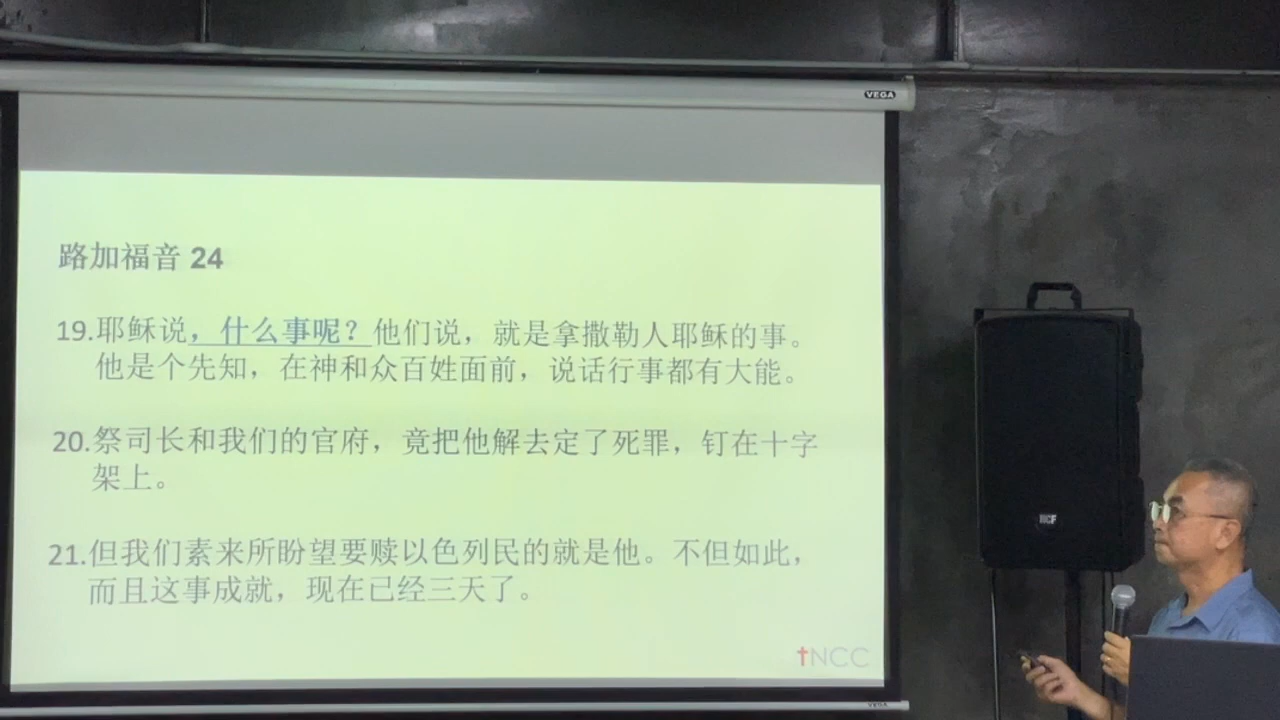 VEGA
路加福音 24
19.耶稣说，什么事呢？他们说，就是拿撒勒人耶稣的事。
他是个先知，在神和众百姓面前，说话行事都有大能。
20.祭司长和我们的官府，竟把他解去定了死罪，钉在十字
架上。
21.但我们素来所盼望要赎以色列民的就是他。不但如此，
而且这事成就，现在已经三天了。
NCC
VEGA
RCF